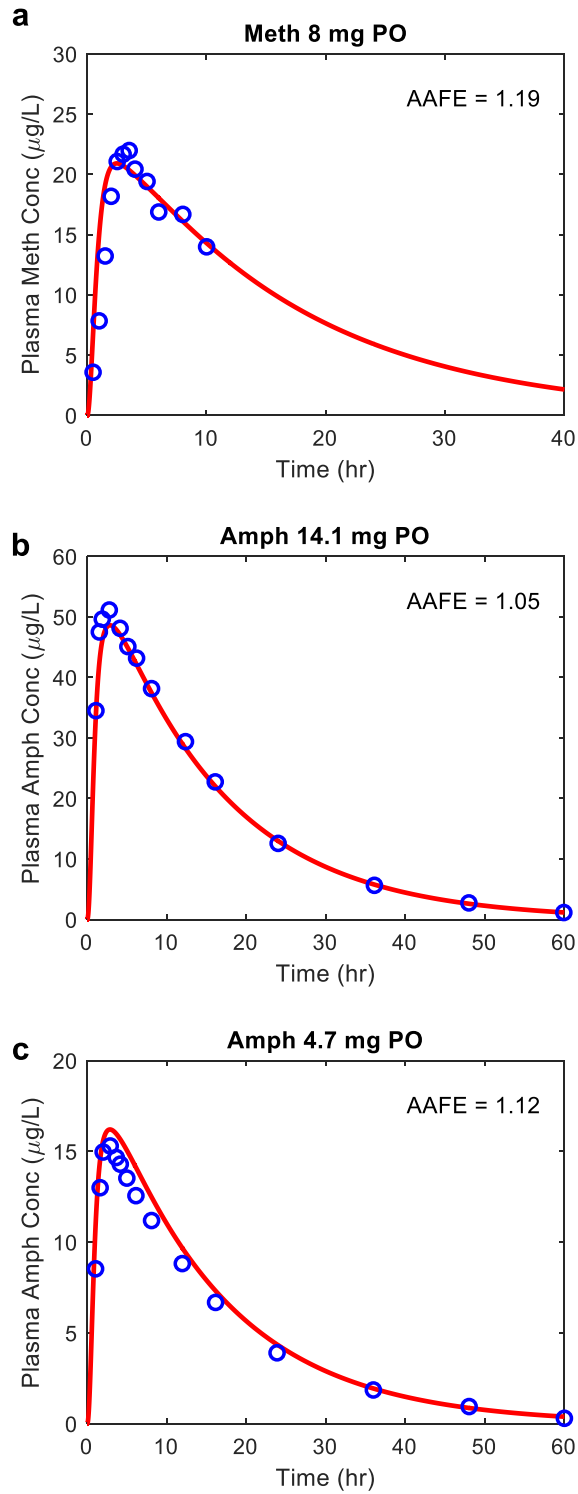 a
Meth 8 mg PO
AAFE = 1.19
Plasma Meth Conc (µg/L)
30
25
20
15
10
5
0
0 10 20 30 40
Time (hr)
b
Amph 14.1 mg PO
AAFE = 1.05
Plasma Amph Conc (µg/L)
60
50
40
30
20
10
0
0 10 20 30 40 50 60
Time (hr)
c
Amph 4.7 mg PO
AAFE = 1.12
Plasma Amph Conc (µg/L)
20
15
10
5
0
0 10 20 30 40 50 60
Time (hr)